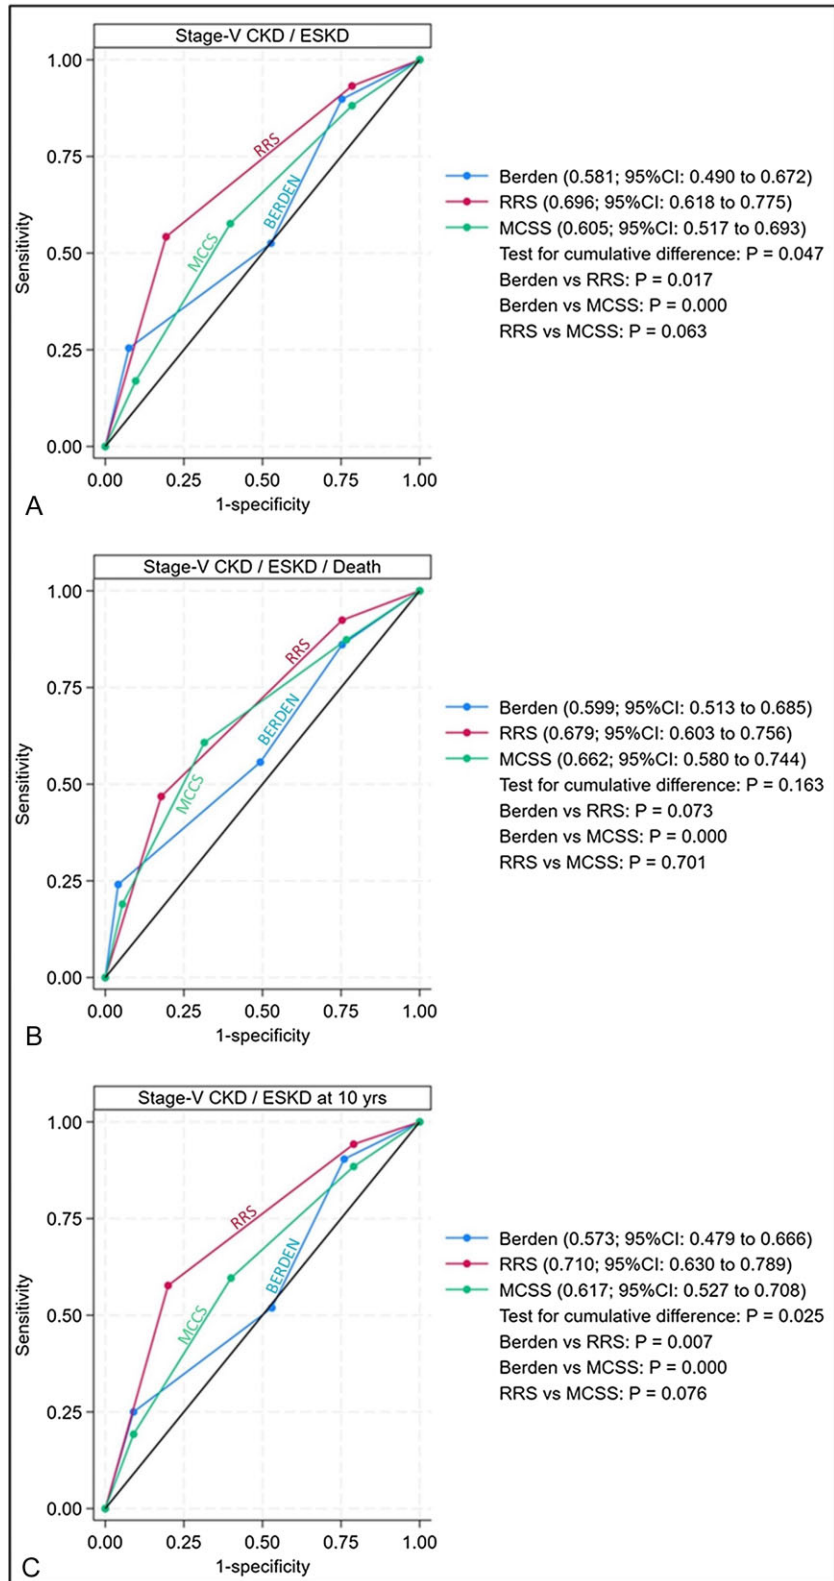 Stage-V CKD / ESKD
1.00
0.75
0.50
0.25
0.00
Sensitivity
RRS
MCCS
BERDEN
0.00 0.25 0.50 0.75 1.00
1-specificity
A
Berden (0.581; 95%CI: 0.490 to 0.672)
RRS (0.696; 95%CI: 0.618 to 0.775)
MCSS (0.605; 95%CI: 0.517 to 0.693)
Test for cumulative difference: P = 0.047
Berden vs RRS: P = 0.017
Berden vs MCSS: P = 0.000
RRS vs MCSS: P = 0.063
Stage-V CKD / ESKD / Death
1.00
0.75
0.50
0.25
0.00
Sensitivity
RRS
BERDEN
MCCS
0.00 0.25 0.50 0.75 1.00
1-specificity
B
Berden (0.599; 95%CI: 0.513 to 0.685)
RRS (0.679; 95%CI: 0.603 to 0.756)
MCSS (0.662; 95%CI: 0.580 to 0.744)
Test for cumulative difference: P = 0.163
Berden vs RRS: P = 0.073
Berden vs MCSS: P = 0.000
RRS vs MCSS: P = 0.701
Stage-V CKD / ESKD at 10 yrs
1.00
0.75
0.50
0.25
0.00
Sensitivity
RRS
BERDEN
MCCS
0.00 0.25 0.50 0.75 1.00
1-specificity
C
Berden (0.573; 95%CI: 0.479 to 0.666)
RRS (0.710; 95%CI: 0.630 to 0.789)
MCSS (0.617; 95%CI: 0.527 to 0.708)
Test for cumulative difference: P = 0.025
Berden vs RRS: P = 0.007
Berden vs MCSS: P = 0.000
RRS vs MCSS: P = 0.076